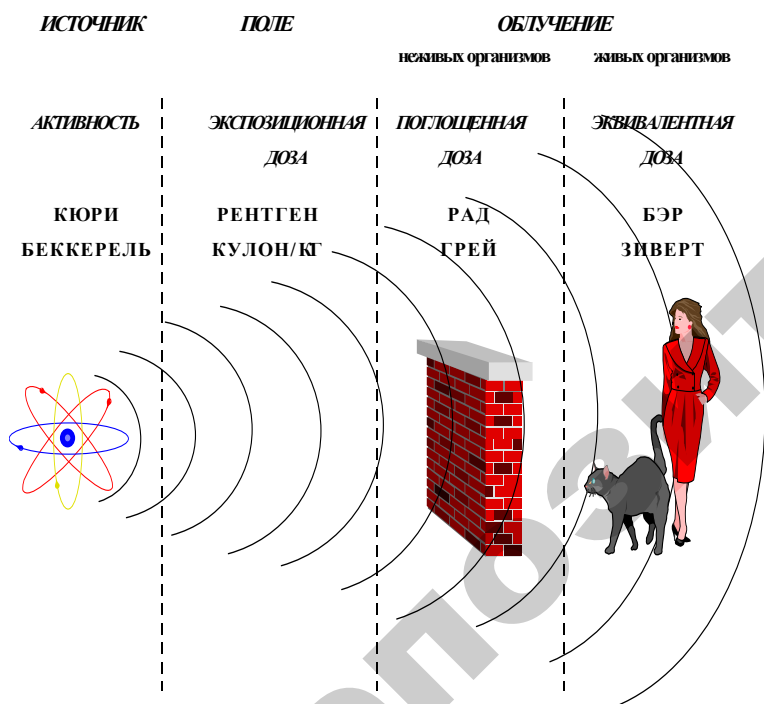 ИСТОЧНИК ПОЛЕ ОБЛУЧЕНИЕ
неживых организмов живых организмов
АКТИВНОСТЬ ЭКСПОЗИЦИОННАЯ ПОГЛОЩЕННАЯ ЭКВИВАЛЕНТНАЯ
ДОЗА ДОЗА ДОЗА
КЮРИ РЕНТГЕН РАД БЭР
БЕККЕРЕЛЬ КУЛОН/КГ ГРЕЙ ЗИВЕРТ